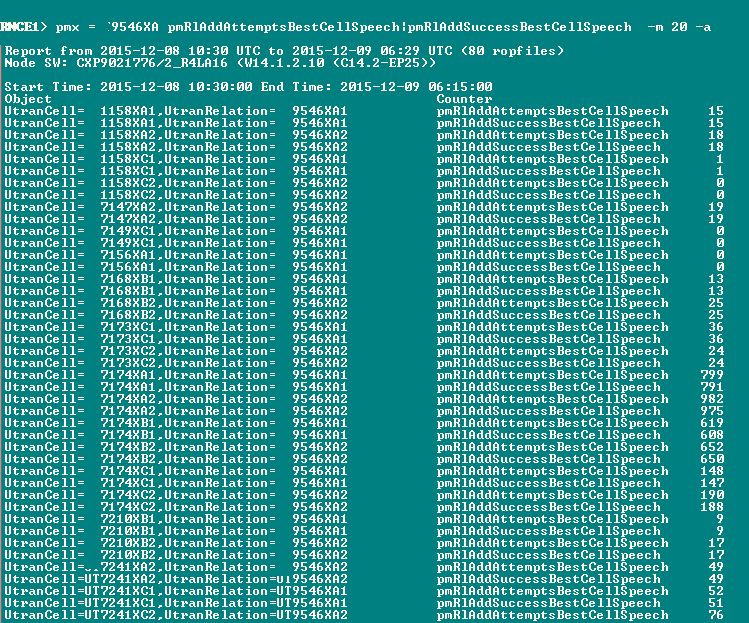 RNCE1> pmx = 9546XA pmRlAddAttemptsBestCellSpeech|pmRlAddSuccessBestCellSpeech -m 20 -a
Report from 2015-12-08 10:30 UTC to 2015-12-09 06:29 UTC (80 ropfiles)
Node SW: CXP9021776/2_R4LA16 (W14.1.2.10 (C14.2-EP25))
Start Time: 2015-12-08 10:30:00 End Time: 2015-12-09 06:15:00
Object Counter
UtranCell= 1158XA1,UtranRelation= 9546XA1 pmRlAddAttemptsBestCellSpeech 15
UtranCell= 1158XA1,UtranRelation= 9546XA1 pmRlAddSuccessBestCellSpeech 15
UtranCell= 1158XA2,UtranRelation= 9546XA2 pmRlAddAttemptsBestCellSpeech 18
UtranCell= 1158XA2,UtranRelation= 9546XA2 pmRlAddSuccessBestCellSpeech 18
UtranCell= 1158XC1,UtranRelation= 9546XA1 pmRlAddAttemptsBestCellSpeech 1
UtranCell= 1158XC1,UtranRelation= 9546XA1 pmRlAddSuccessBestCellSpeech 1
UtranCell= 1158XC2,UtranRelation= 9546XA2 pmRlAddAttemptsBestCellSpeech 0
UtranCell= 1158XC2,UtranRelation= 9546XA2 pmRlAddSuccessBestCellSpeech 0
UtranCell= 7147XA2,UtranRelation= 9546XA2 pmRlAddAttemptsBestCellSpeech 19
UtranCell= 7147XA2,UtranRelation= 9546XA2 pmRlAddSuccessBestCellSpeech 19
UtranCell= 7149XC1,UtranRelation= 9546XA1 pmRlAddAttemptsBestCellSpeech 0
UtranCell= 7149XC1,UtranRelation= 9546XA1 pmRlAddSuccessBestCellSpeech 0
UtranCell= 7156XA1,UtranRelation= 9546XA1 pmRlAddAttemptsBestCellSpeech 0
UtranCell= 7156XA1,UtranRelation= 9546XA1 pmRlAddSuccessBestCellSpeech 0
UtranCell= 7168XB1,UtranRelation= 9546XA1 pmRlAddAttemptsBestCellSpeech 13
UtranCell= 7168XB1,UtranRelation= 9546XA1 pmRlAddSuccessBestCellSpeech 13
UtranCell= 7168XB2,UtranRelation= 9546XA2 pmRlAddAttemptsBestCellSpeech 25
UtranCell= 7168XB2,UtranRelation= 9546XA2 pmRlAddSuccessBestCellSpeech 25
UtranCell= 7173XC1,UtranRelation= 9546XA1 pmRlAddAttemptsBestCellSpeech 36
UtranCell= 7173XC1,UtranRelation= 9546XA1 pmRlAddSuccessBestCellSpeech 36
UtranCell= 7173XC2,UtranRelation= 9546XA2 pmRlAddAttemptsBestCellSpeech 24
UtranCell= 7173XC2,UtranRelation= 9546XA2 pmRlAddSuccessBestCellSpeech 24
UtranCell= 7174XA1,UtranRelation= 9546XA1 pmRlAddAttemptsBestCellSpeech 799
UtranCell= 7174XA1,UtranRelation= 9546XA1 pmRlAddSuccessBestCellSpeech 791
UtranCell= 7174XA2,UtranRelation= 9546XA2 pmRlAddAttemptsBestCellSpeech 982
UtranCell= 7174XA2,UtranRelation= 9546XA2 pmRlAddSuccessBestCellSpeech 975
UtranCell= 7174XB1,UtranRelation= 9546XA1 pmRlAddAttemptsBestCellSpeech 619
UtranCell= 7174XB1,UtranRelation= 9546XA1 pmRlAddSuccessBestCellSpeech 608
UtranCell= 7174XB2,UtranRelation= 9546XA2 pmRlAddAttemptsBestCellSpeech 652
UtranCell= 7174XB2,UtranRelation= 9546XA2 pmRlAddSuccessBestCellSpeech 650
UtranCell= 7174XC1,UtranRelation= 9546XA1 pmRlAddAttemptsBestCellSpeech 148
UtranCell= 7174XC1,UtranRelation= 9546XA1 pmRlAddSuccessBestCellSpeech 147
UtranCell= 7174XC2,UtranRelation= 9546XA2 pmRlAddAttemptsBestCellSpeech 190
UtranCell= 7174XC2,UtranRelation= 9546XA2 pmRlAddSuccessBestCellSpeech 188
UtranCell= 7210XB1,UtranRelation= 9546XA1 pmRlAddAttemptsBestCellSpeech 9
UtranCell= 7210XB1,UtranRelation= 9546XA1 pmRlAddSuccessBestCellSpeech 9
UtranCell= 7210XB2,UtranRelation= 9546XA2 pmRlAddAttemptsBestCellSpeech 17
UtranCell= 7210XB2,UtranRelation= 9546XA2 pmRlAddSuccessBestCellSpeech 17
UtranCell= 7241XA2,UtranRelation= 9546XA2 pmRlAddAttemptsBestCellSpeech 49
UtranCell=UT7241XA2,UtranRelation=UT9546XA2 pmRlAddSuccessBestCellSpeech 49
UtranCell=UT7241XC1,UtranRelation=UT9546XA1 pmRlAddAttemptsBestCellSpeech 52
UtranCell=UT7241XC1,UtranRelation=UT9546XA1 pmRlAddSuccessBestCellSpeech 51
UtranCell=UT7241XC2,UtranRelation=UT9546XA2 pmRlAddAttemptsBestCellSpeech 76